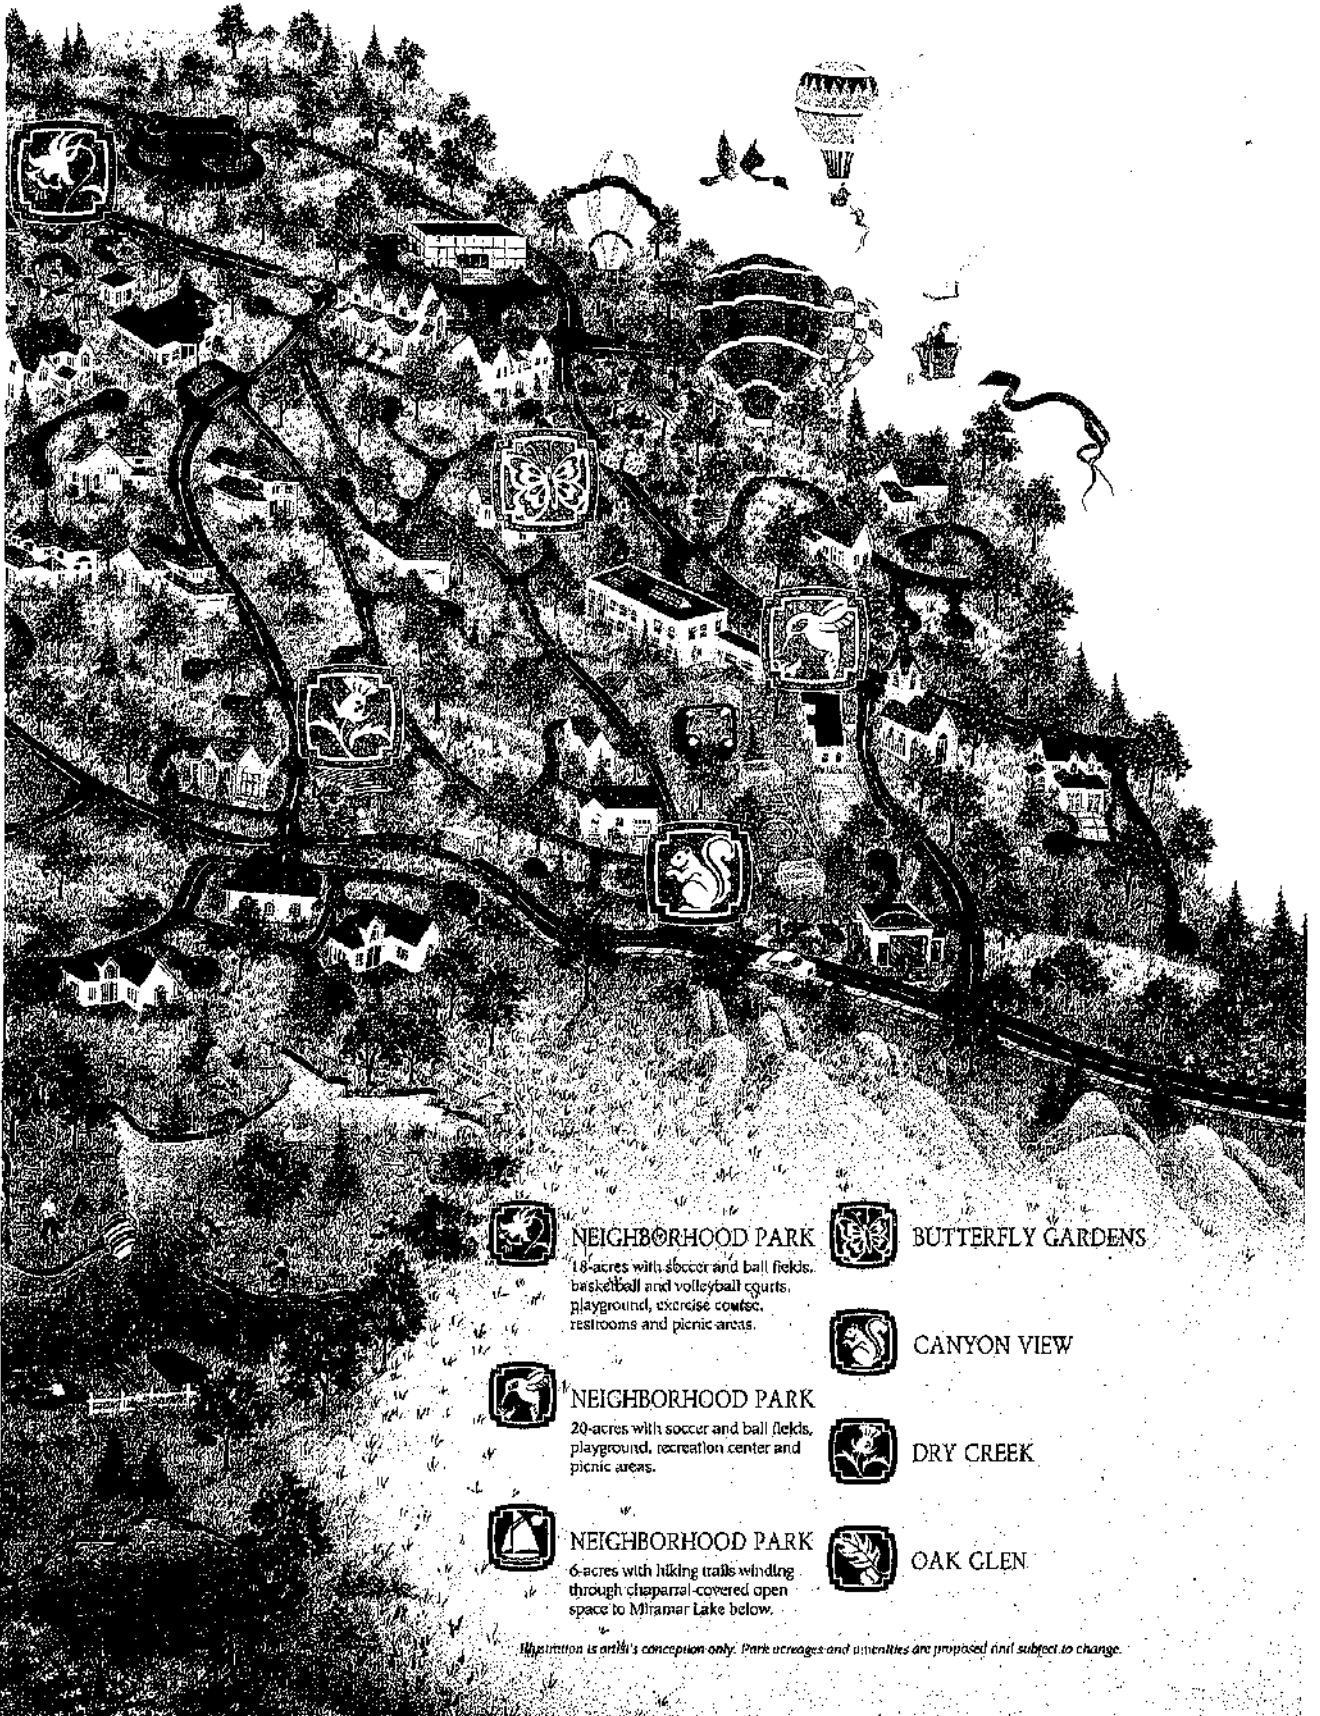 NEIGHBORHOOD PARK
18-acres with soccer and ball fields,
basketball and volleyball courts,
playground, exercise course,
restrooms and picnic areas.
NEIGHBORHOOD PARK
20-acres with soccer and ball fields,
playground, recreation center and
picnic areas.
NEIGHBORHOOD PARK
6-acres with hiking trails winding
through chaparral-covered open
space to Miramar Lake below.
BUTTERFLY GARDENS
CANYON VIEW
DRY CREEK
OAK GLEN
Illustration is artist's conception only. Park acreages and amenities are proposed and subject to change.